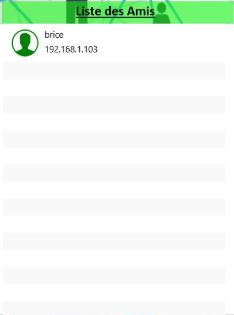 Liste des Amis
brice
192.168.1.103